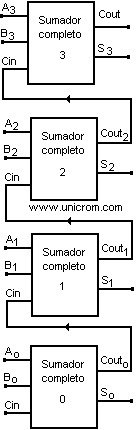 A3
Sumador
completo
3
Cout
B3
S3
Cin
A2
Sumador
completo
2
Cout2
B2
S2
Cin
www.unicrom.com
A1
Sumador
completo
1
Cout1
B1
S1
Cin
Ao
Sumador
completo
0
Couto
Bo
So
Cin